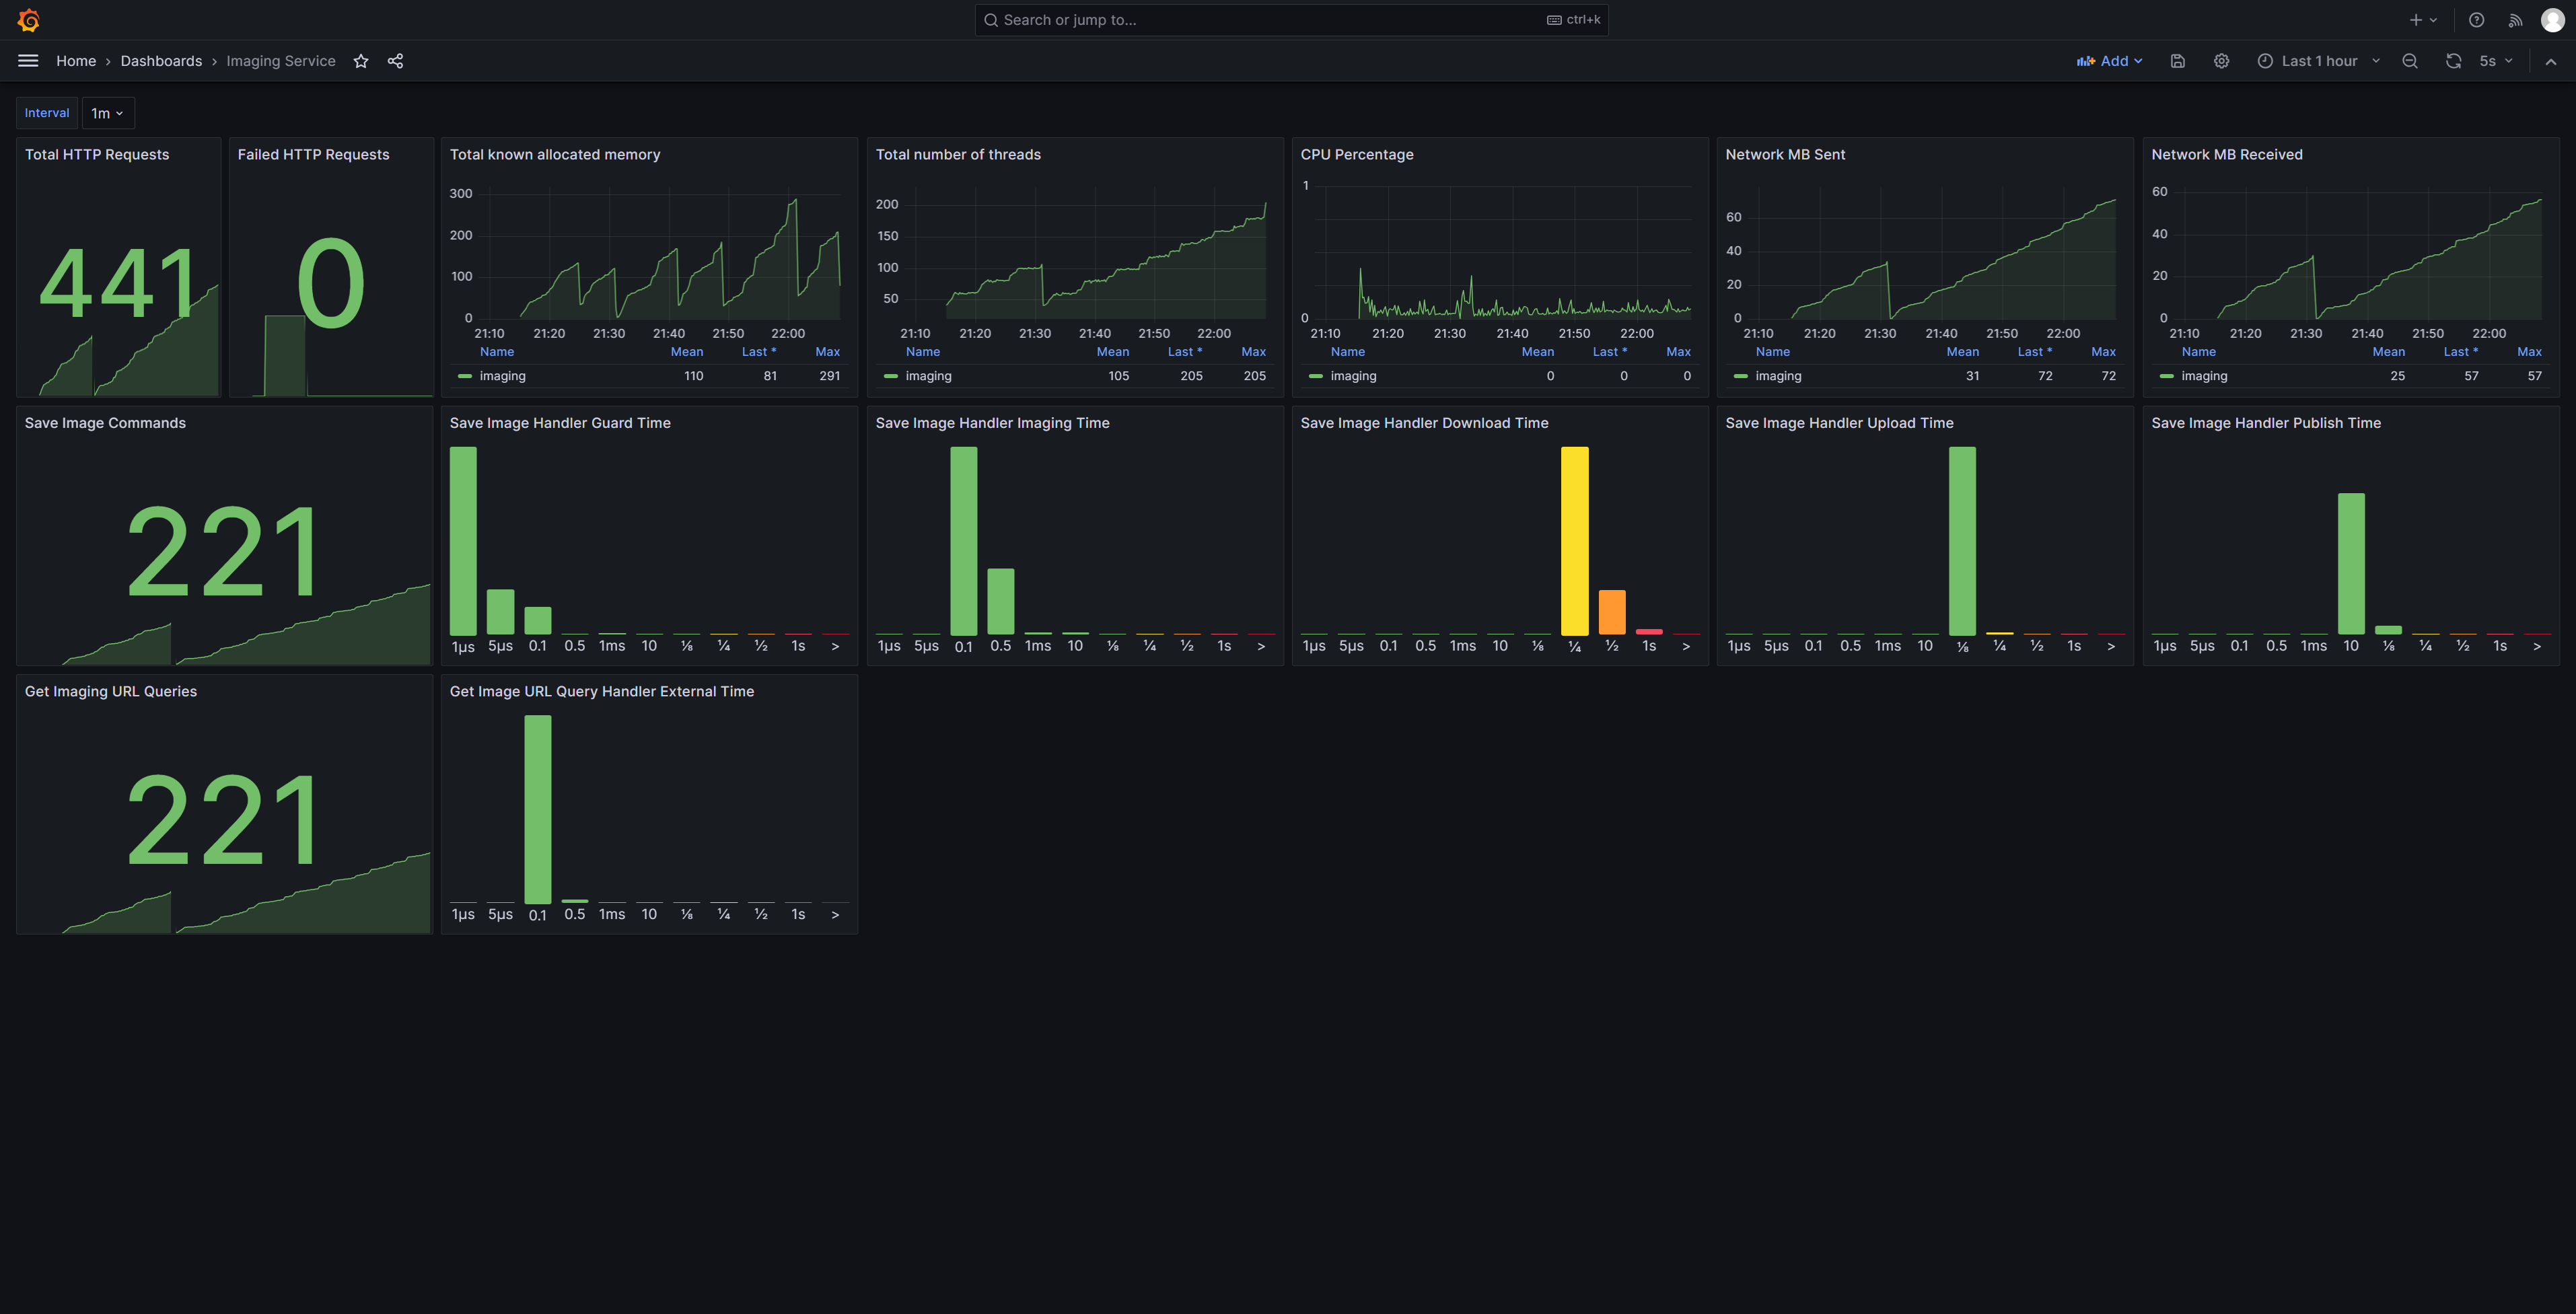 Search or jump to...
ctrl+k
Home › Dashboards › Imaging Service
Add
Last 1 hour
5s
Interval
1m
Total HTTP Requests
441
Failed HTTP Requests
0
Total known allocated memory
300
200
100
0
21:10 21:20 21:30 21:40 21:50 22:00
Name Mean Last * Max
imaging 110 81 291
Total number of threads
200
150
100
50
21:10 21:20 21:30 21:40 21:50 22:00
Name Mean Last * Max
imaging 105 205 205
CPU Percentage
1
0
21:10 21:20 21:30 21:40 21:50 22:00
Name Mean Last * Max
imaging 0 0 0
Network MB Sent
60
40
20
0
21:10 21:20 21:30 21:40 21:50 22:00
Name Mean Last * Max
imaging 31 72 72
Network MB Received
60
40
20
0
21:10 21:20 21:30 21:40 21:50 22:00
Name Mean Last * Max
imaging 25 57 57
Save Image Commands
221
Save Image Handler Guard Time
1µs 5µs 0.1 0.5 1ms 10 ⅛ ¼ ½ 1s >
Save Image Handler Imaging Time
1µs 5µs 0.1 0.5 1ms 10 ⅛ ¼ ½ 1s >
Save Image Handler Download Time
1µs 5µs 0.1 0.5 1ms 10 ⅛ ¼ ½ 1s >
Save Image Handler Upload Time
1µs 5µs 0.1 0.5 1ms 10 ⅛ ¼ ½ 1s >
Save Image Handler Publish Time
1µs 5µs 0.1 0.5 1ms 10 ⅛ ¼ ½ 1s >
Get Imaging URL Queries
221
Get Image URL Query Handler External Time
1µs 5µs 0.1 0.5 1ms 10 ⅛ ¼ ½ 1s >